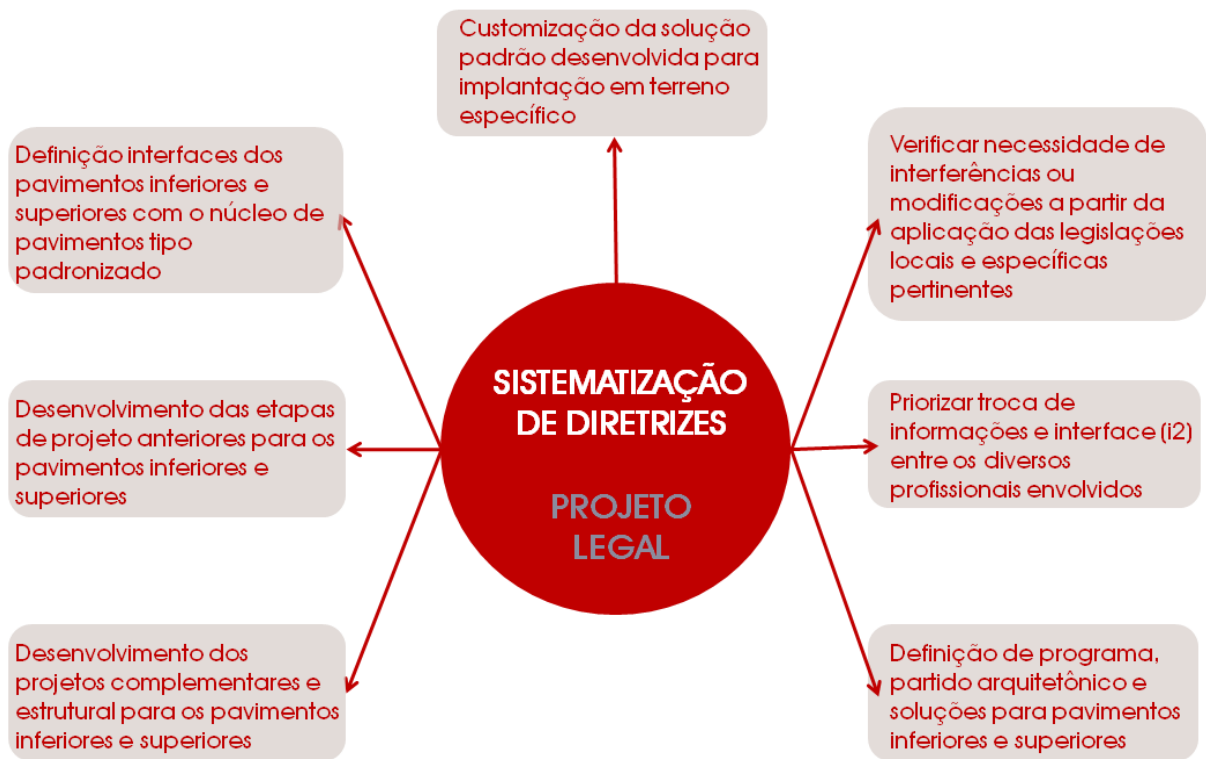 Customização da solução
padrão desenvolvida para
implantação em terreno
específico
Definição interfaces dos
pavimentos inferiores e
superiores com o núcleo de
pavimentos tipo
padronizado
Verificar necessidade de
interferências ou
modificações a partir da
aplicação das legislações
locais e específicas
pertinentes
SISTEMATIZAÇÃO
DE DIRETRIZES
PROJETO
LEGAL
Desenvolvimento das etapas
de projeto anteriores para os
pavimentos inferiores e
superiores
Priorizar troca de
informações e interface (i2)
entre os diversos
profissionais envolvidos
Desenvolvimento dos
projetos complementares e
estrutural para os pavimentos
inferiores e superiores
Definição de programa,
partido arquitetônico e
soluções para pavimentos
inferiores e superiores